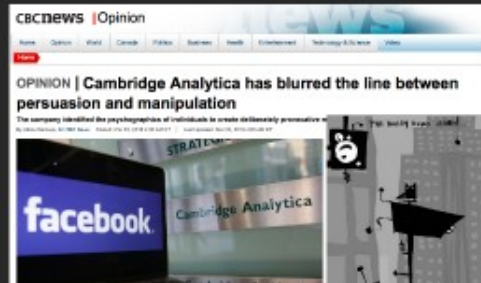 CBCnews | Opinion
Home Opinion World Canada Politics Business Health Entertainment Technology & Science Video
Home
OPINION | Cambridge Analytica has blurred the line between
persuasion and manipulation
The company identified the psychographics of individuals to create deliberately provocative
STRATEG
facebook
Cambridge Analytica